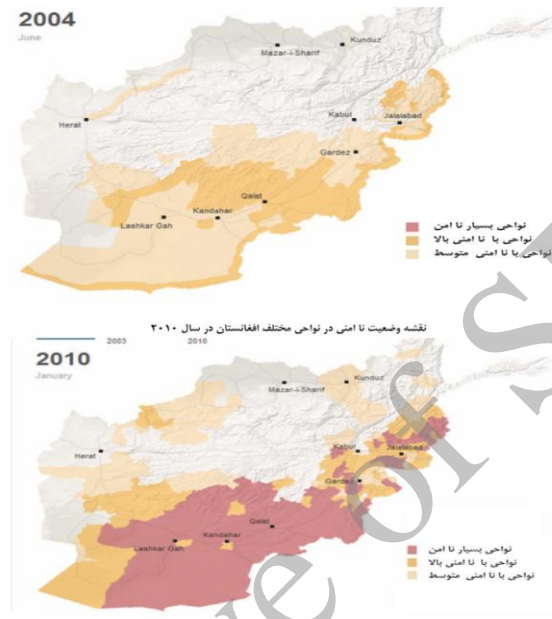 2004
June
Kunduz
Mazar-i-Sharif
Herat
Kabul
Jalalabad
Gardez
Qalat
Kandahar
Lashkar Gah
نواحی بسیار نا امن
نواحی با نا امنی بالا
نواحی با نا امنی متوسط
نقشه وضعیت نا امنی در نواحی مختلف افغانستان در سال ۲۰۱۰
2003 2010
2010
January
Kunduz
Mazar-i-Sharif
Herat
Kabul
Jalalabad
Gardez
Qalat
Lashkar Gah
Kandahar
نواحی بسیار نا امن
نواحی با نا امنی بالا
نواحی با نا امنی متوسط